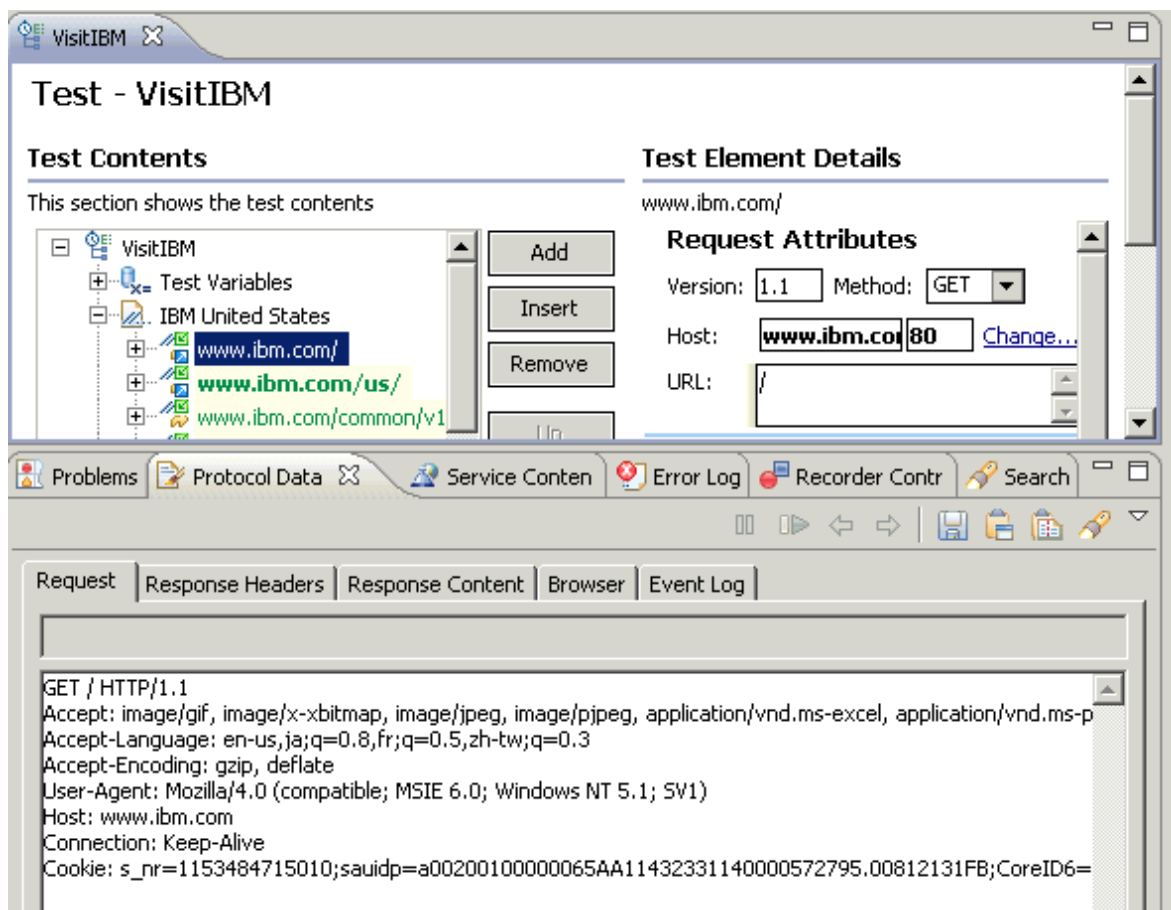 VisitIBM
Test - VisitIBM
Test Contents
This section shows the test contents
VisitIBM
Test Variables
IBM United States
www.ibm.com/
www.ibm.com/us/
www.ibm.com/common/v1
Add
Insert
Remove
Up
Test Element Details
www.ibm.com/
Request Attributes
Version: 1.1 Method: GET
Host: www.ibm.com 80 Change...
URL: /
Problems Protocol Data Service Conten Error Log Recorder Contr Search
Request Response Headers Response Content Browser Event Log
GET / HTTP/1.1
Accept: image/gif, image/x-xbitmap, image/jpeg, image/pjpeg, application/vnd.ms-excel, application/vnd.ms-p
Accept-Language: en-us,ja;q=0.8,fr;q=0.5,zh-tw;q=0.3
Accept-Encoding: gzip, deflate
User-Agent: Mozilla/4.0 (compatible; MSIE 6.0; Windows NT 5.1; SV1)
Host: www.ibm.com
Connection: Keep-Alive
Cookie: s_nr=1153484715010;sauidp=a00200100000065AA11432331140000572795.00812131FB;CoreID6=